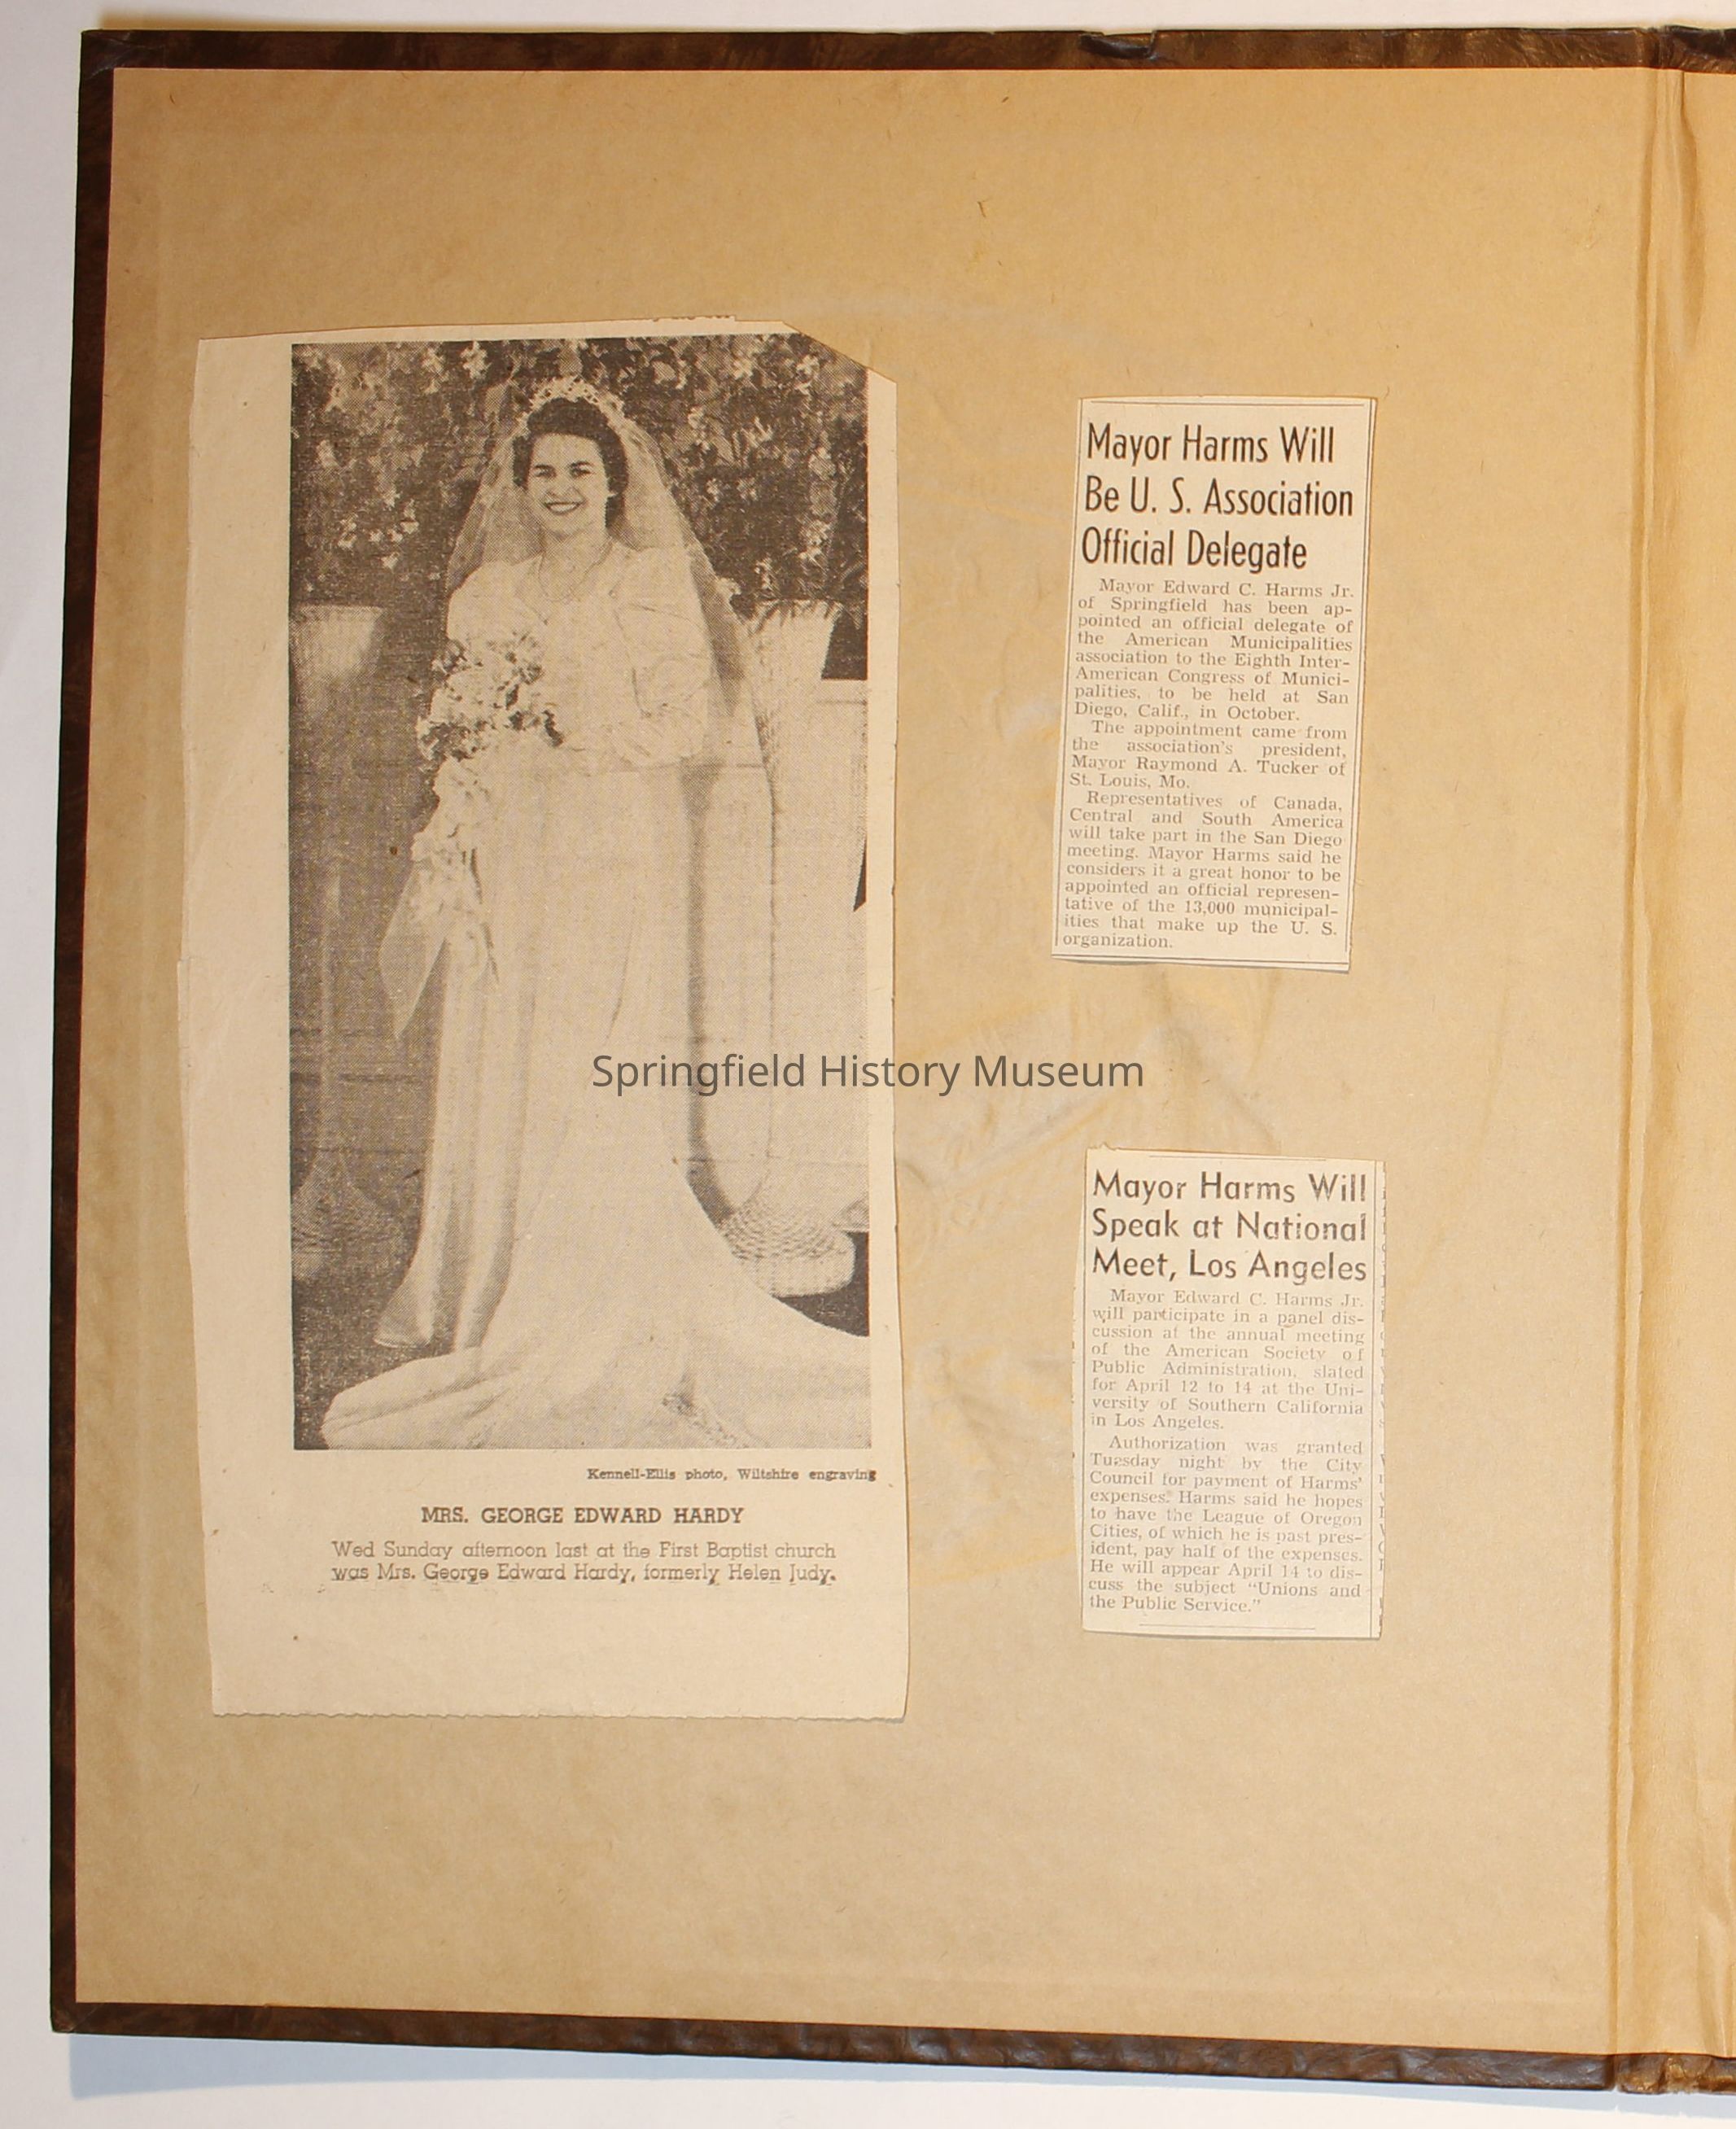 Kennell-Ellis photo, Wiltshire engraving
MRS. GEORGE EDWARD HARDY
Wed Sunday afternoon last at the First Baptist church
was Mrs. George Edward Hardy, formerly Helen Judy.
Mayor Harms Will
Be U. S. Association
Official Delegate
Mayor Edward C. Harms Jr.
of Springfield has been ap-
pointed an official delegate of
the American Municipalities
association to the Eighth Inter-
American Congress of Munici-
palities, to be held at San
Diego, Calif., in October.
The appointment came from
the association's president,
Mayor Raymond A. Tucker of
St. Louis, Mo.
Representatives of Canada,
Central and South America
will take part in the San Diego
meeting. Mayor Harms said he
considers it a great honor to be
appointed an official represen-
tative of the 13,000 municipal-
ities that make up the U. S.
organization.
Springfield History Museum
Mayor Harms Will
Speak at National
Meet, Los Angeles
Mayor Edward C. Harms Jr.
will participate in a panel dis-
cussion at the annual meeting
of the American Society of
Public Administration, slated
for April 12 to 14 at the Uni-
versity of Southern California
in Los Angeles.
Authorization was granted
Tuesday night by the City
Council for payment of Harms'
expenses. Harms said he hopes
to have the League of Oregon
Cities, of which he is past pres-
ident, pay half of the expenses.
He will appear April 14 to dis-
cuss the subject "Unions and
the Public Service."